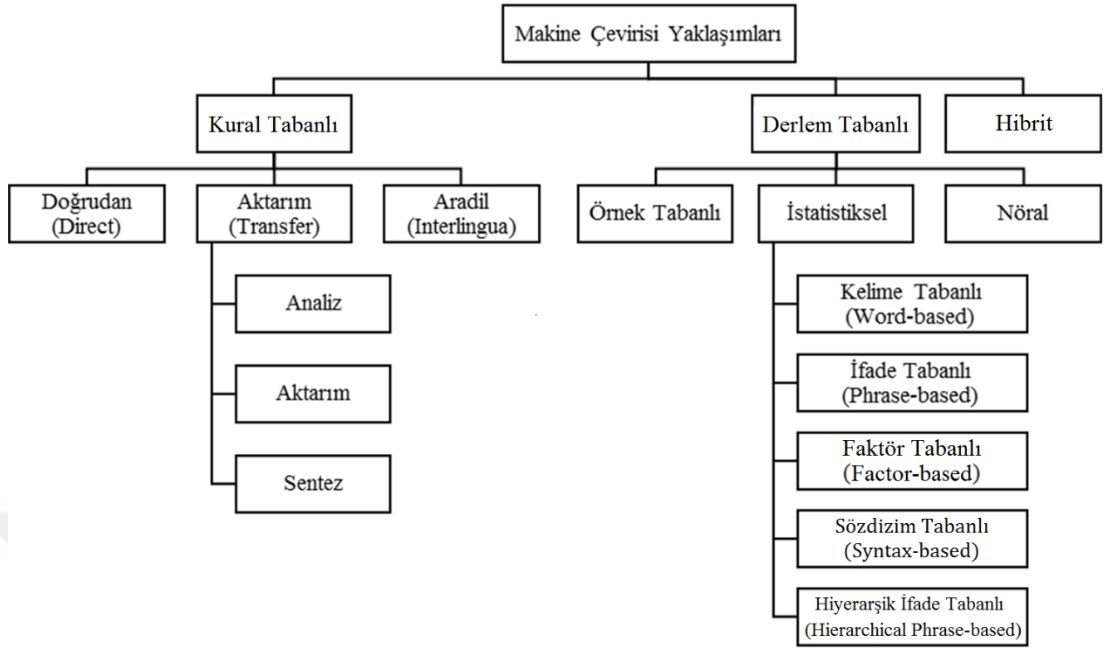 Makine Çevirisi Yaklaşımları
Kural Tabanlı
Derlem Tabanlı
Hibrit
Doğrudan
(Direct)
Aktarım
(Transfer)
Aradil
(Interlingua)
Örnek Tabanlı
İstatistiksel
Nöral
Analiz
Aktarım
Sentez
Kelime Tabanlı
(Word-based)
İfade Tabanlı
(Phrase-based)
Faktör Tabanlı
(Factor-based)
Sözdizim Tabanlı
(Syntax-based)
Hiyerarşik İfade Tabanlı
(Hierarchical Phrase-based)